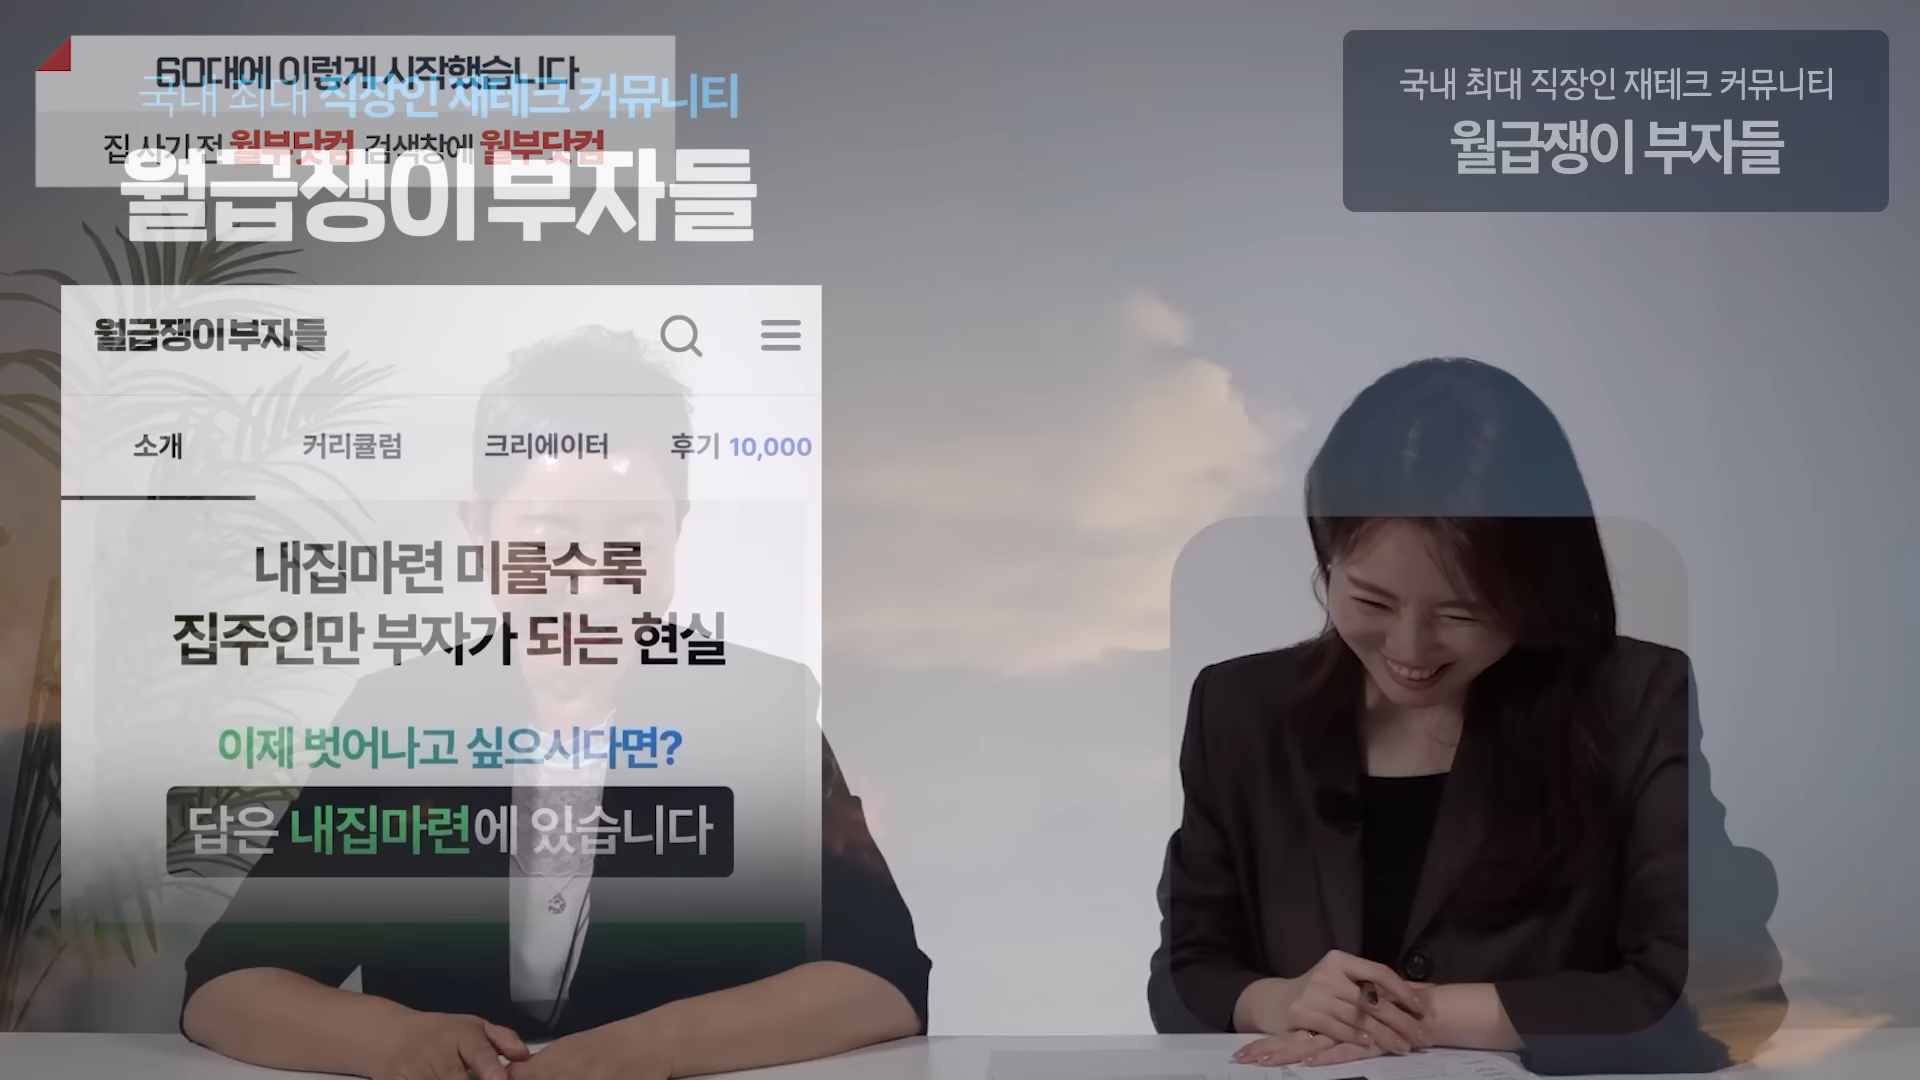 60대에 이렇게 시작했습니다
국내 최대 직장인 재테크 커뮤니티
집 사기 전 월부닷컴 검색창에 월부닷컴
월급쟁이부자들
국내 최대 직장인 재테크 커뮤니티
월급쟁이 부자들
월급쟁이부자들
소개 커리큘럼 크리에이터 후기 10,000
내집마련 미룰수록
집주인만 부자가 되는 현실
이제 벗어나고 싶으시다면?
답은 내집마련에 있습니다